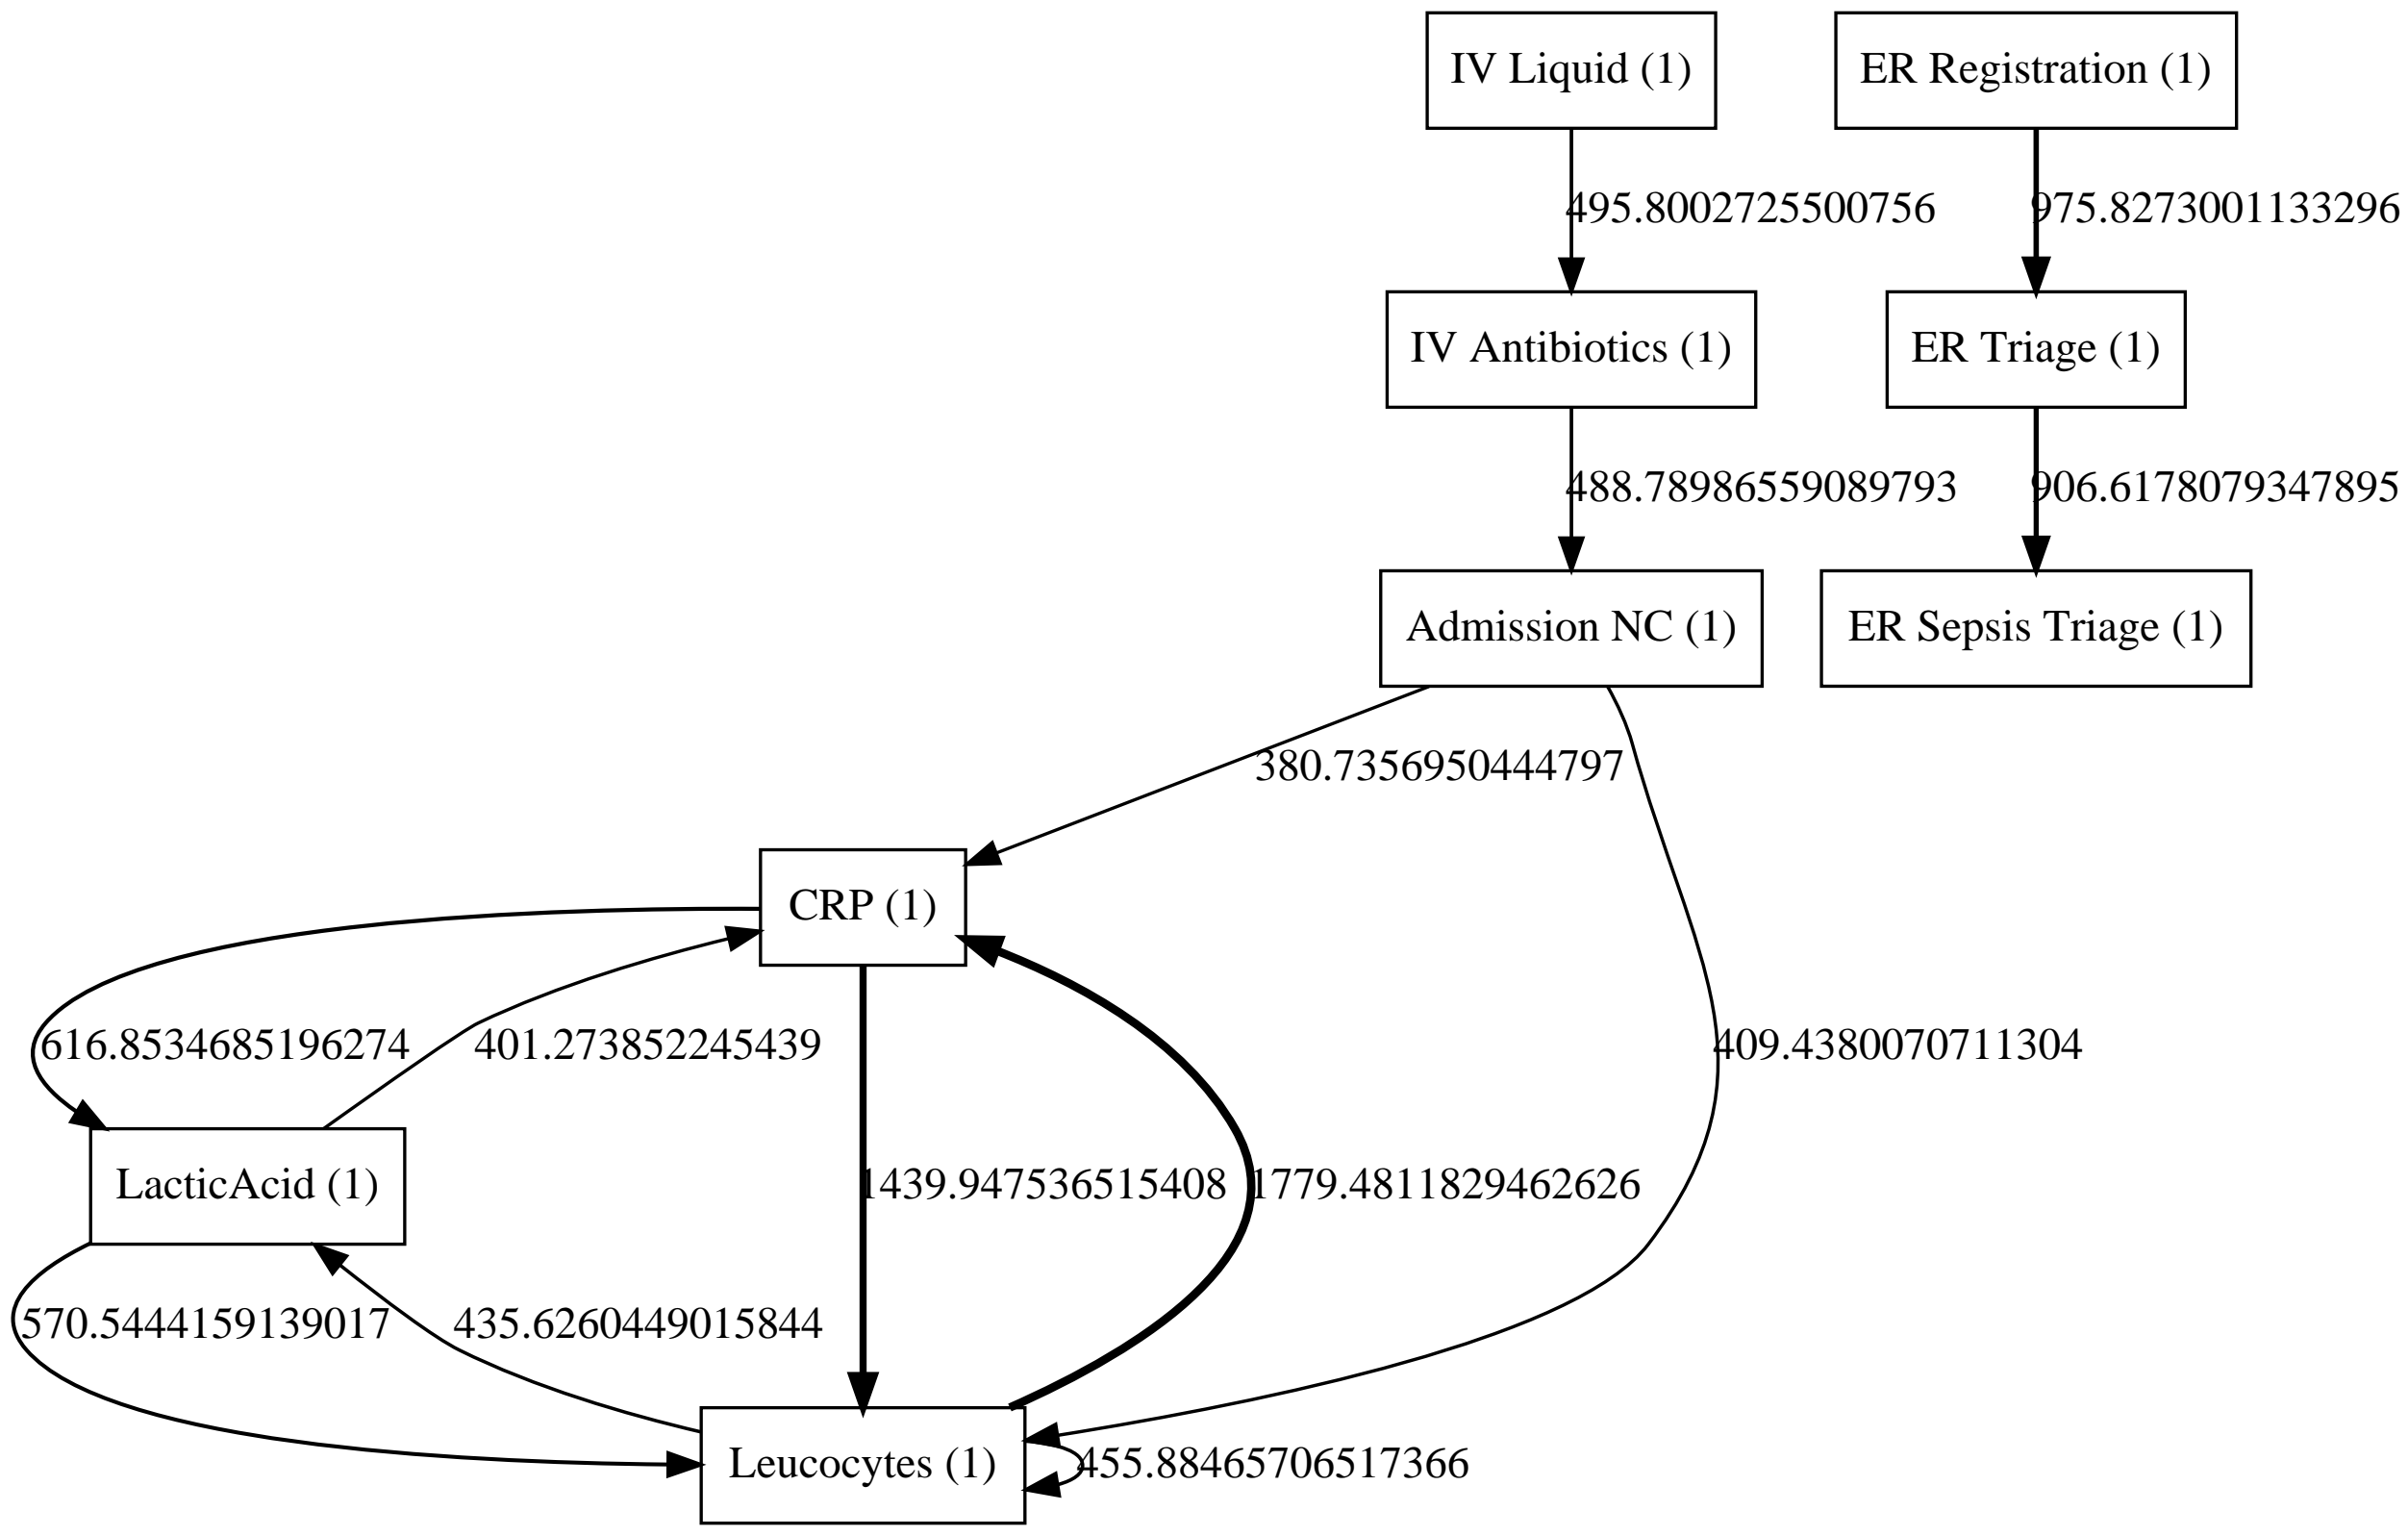 IV Liquid (1)
ER Registration (1)
495.8002725500756
975.8273001133296
IV Antibiotics (1)
ER Triage (1)
488.78986559089793
906.6178079347895
Admission NC (1)
ER Sepsis Triage (1)
380.7356950444797
CRP (1)
616.8534685196274
401.273852245439
409.4380070711304
LacticAcid (1)
1439.947536515408
1779.4811829462626
570.5444159139017
435.6260449015844
Leucocytes (1)
455.88465706517366